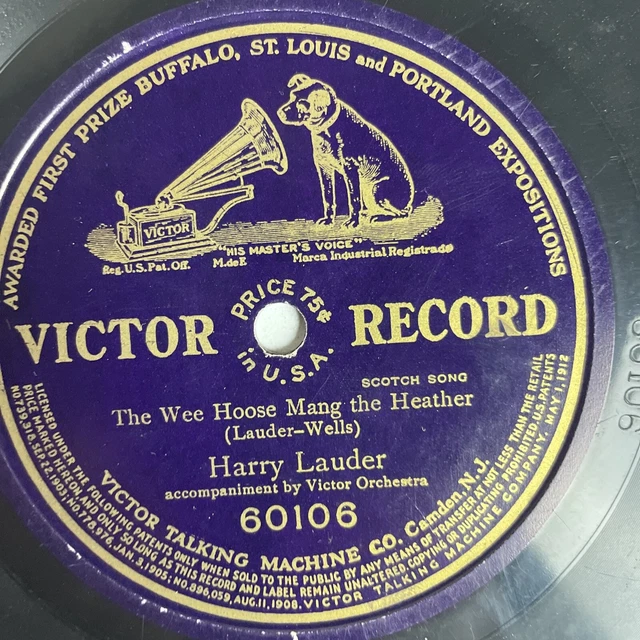 AWARDED FIRST PRIZE BUFFALO, ST. LOUIS and PORTLAND EXPOSITIONS
VICTOR
"HIS MASTER'S VOICE"
Reg. U.S. Pat. Off. M. de F. Marca Industrial Registrada
PRICE 75¢
VICTOR RECORD
in U.S.A.
SCOTCH SONG
The Wee Hoose Mang the Heather
(Lauder-Wells)
Harry Lauder
accompaniment by Victor Orchestra
60106
VICTOR TALKING MACHINE CO. Camden, N.J.
LICENSED UNDER THE FOLLOWING PATENTS ONLY WHEN SOLD TO THE PUBLIC BY ANY MEANS OF TRANSFER AT NOT LESS THAN THE RETAIL
PRICE MARKED HEREON, AND ONLY SO LONG AS THIS RECORD AND LABEL REMAIN UNALTERED. COPYING OR DUPLICATING PROHIBITED U.S. PATENTS
NO 739,318, SEP. 22, 1903; NO. 778,976, JAN. 3, 1905; NO. 896,059, AUG. 11, 1908. VICTOR TALKING MACHINE COMPANY. MAY 1, 1912
60106